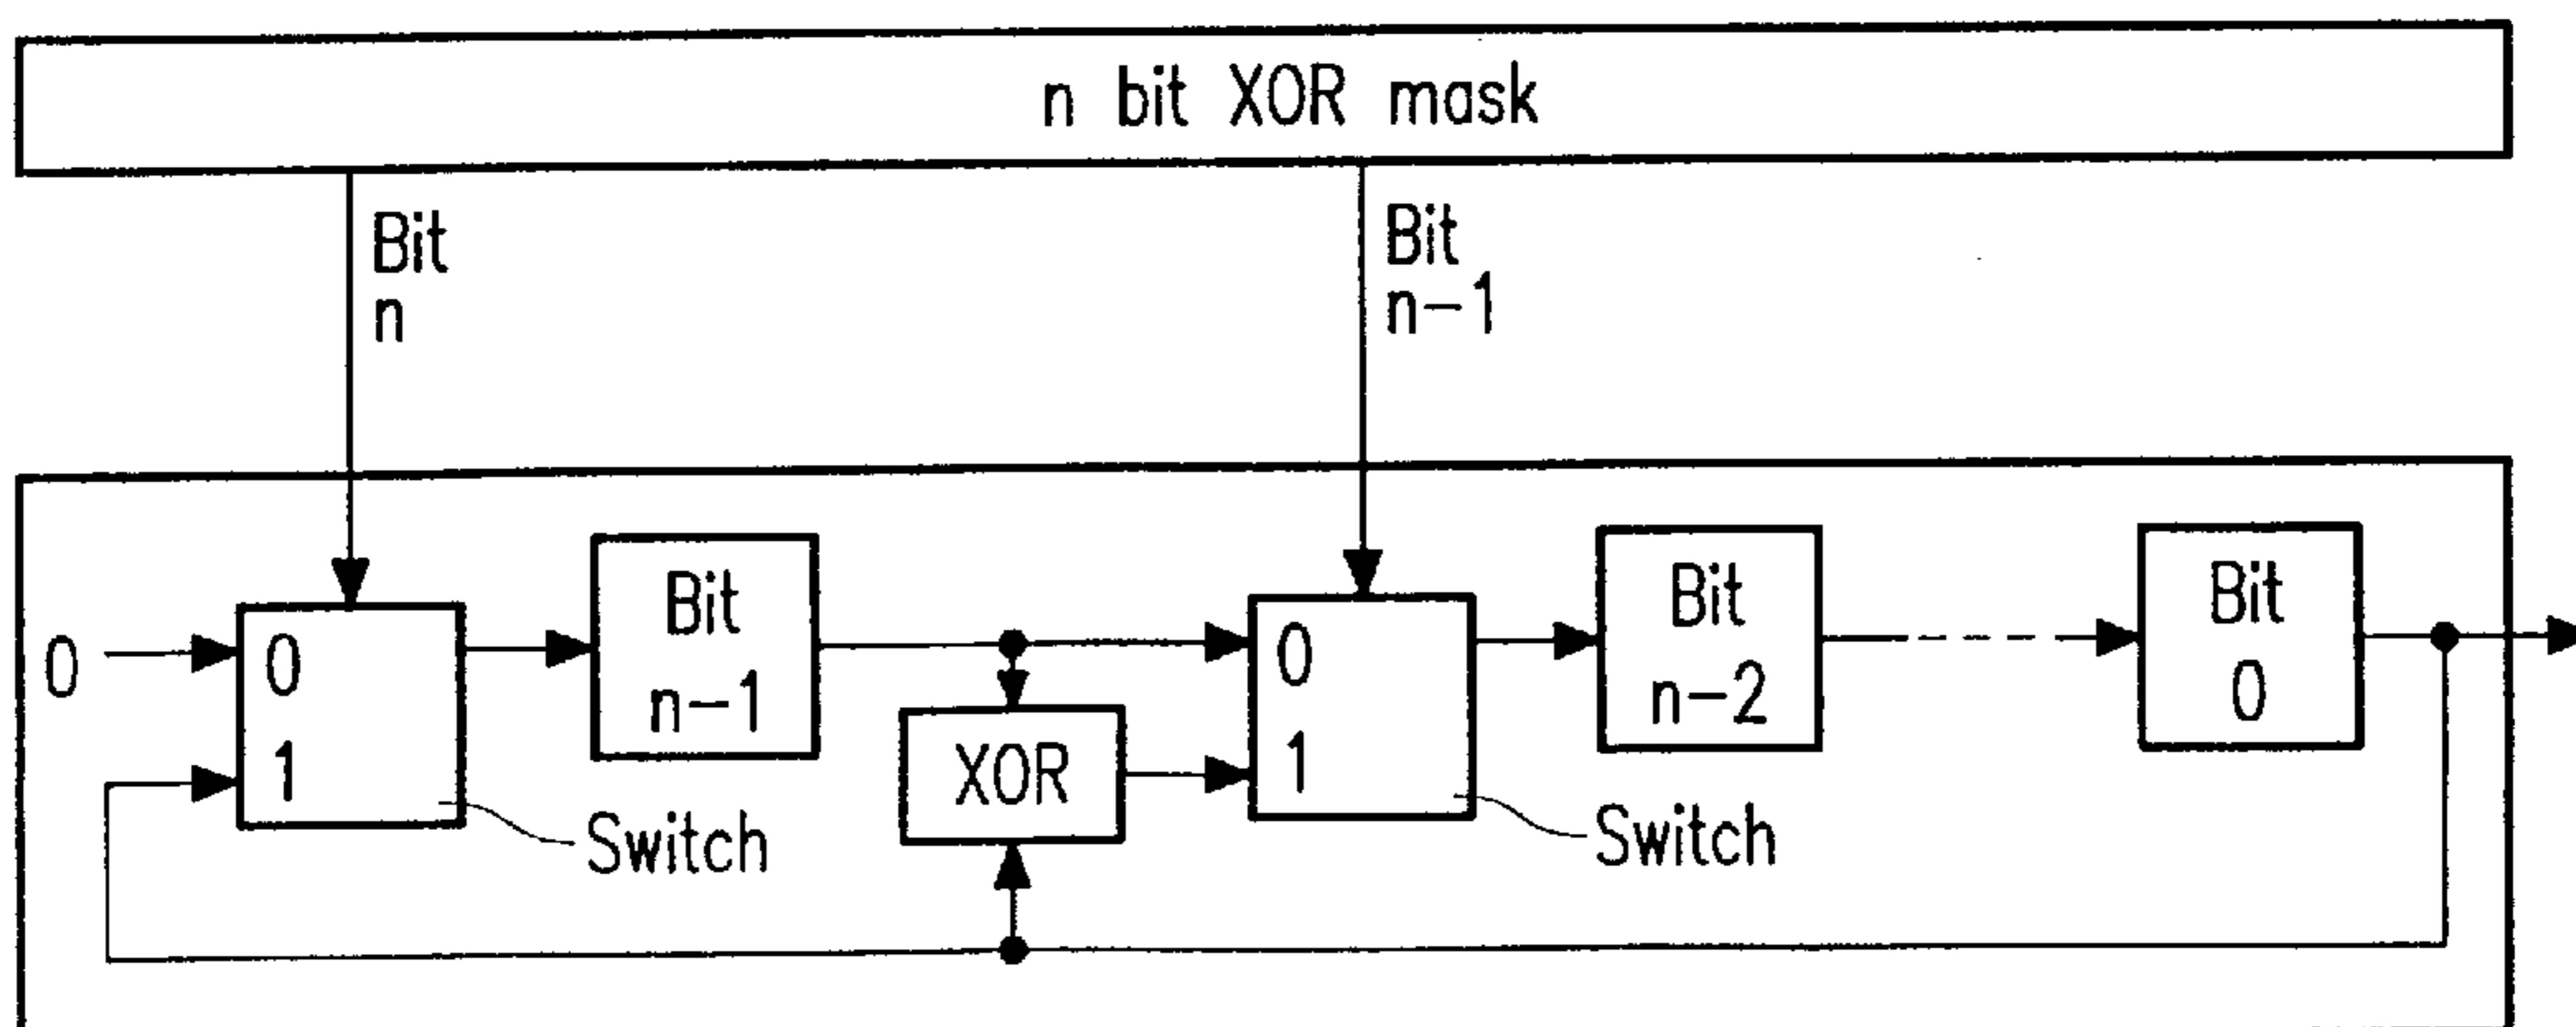 n bit XOR mask
Bit
n
Bit
n-1
0
0
1
Switch
Bit
n-1
XOR
0
1
Switch
Bit
n-2
Bit
0